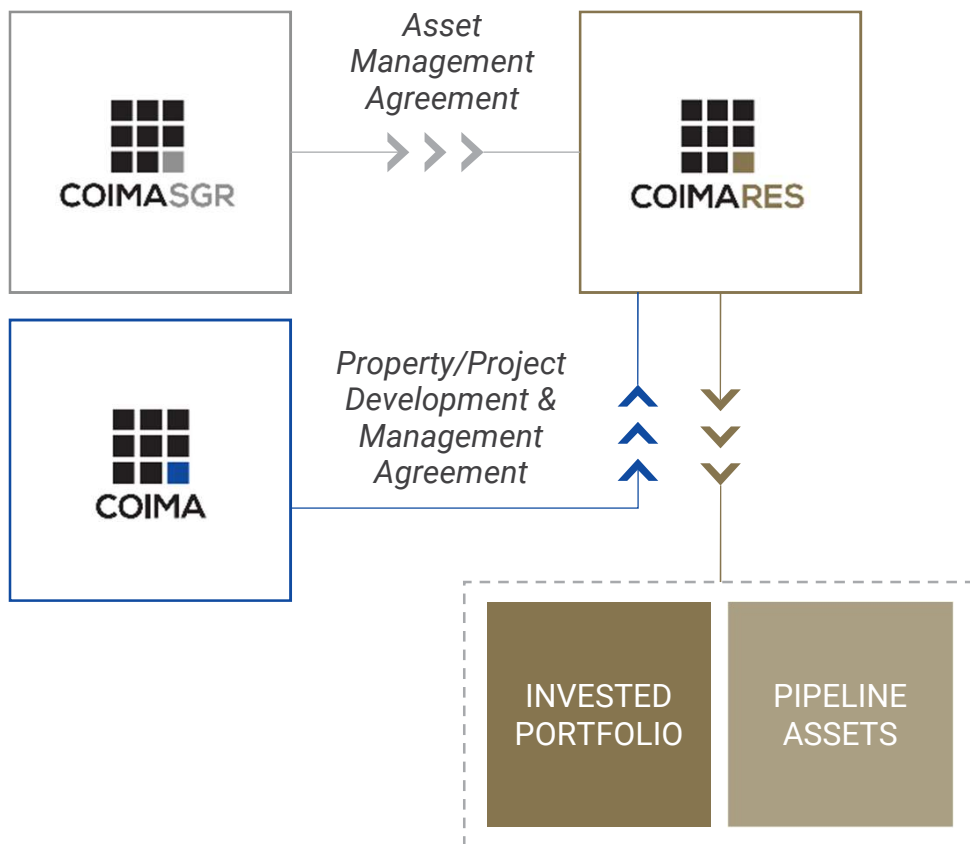 Asset
Management
Agreement
COIMASGR
COIMARES
Property/Project
Development &
Management
Agreement
COIMA
INVESTED
PORTFOLIO
PIPELINE
ASSETS